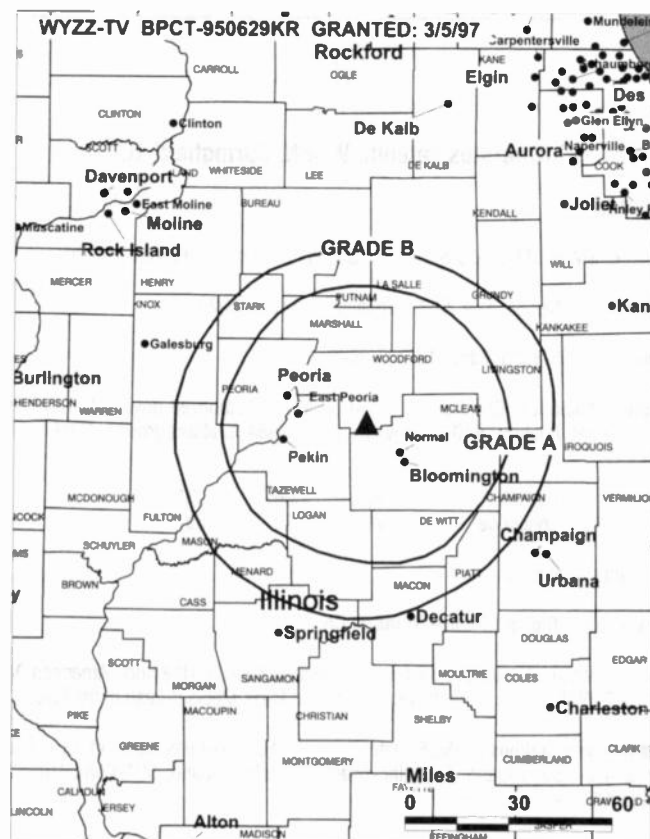 WYZZ-TV BPCT-950629KR GRANTED: 3/5/97
Mundelein
Carpentersville
Rockford
CARROLL
OGLE
KANE
Elgin
Des
CLINTON
Clinton
De Kalb
Glen Ellyn
SCOTT
Aurora
Naperville
COOK
Davenport
WHITESIDE
LEE
DE KALB
East Moline
BUREAU
KENDALL
Joliet
Muscatine
Moline
Rock Island
GRADE B
WILL
MERCER
HENRY
LA SALLE
GRUNDY
KNOX
STARK
PUTNAM
Kan
MARSHALL
KANKAKEE
Galesburg
WOODFORD
LIVINGSTON
Burlington
Peoria
PEORIA
HENDERSON
East Peoria
WARREN
MCLEAN
Normal
GRADE A
IROQUOIS
Pekin
Bloomington
TAZEWELL
MCDONOUGH
CHAMPAIGN
VERMILIO
FULTON
LOGAN
DE WITT
NCOCK
Champaign
SCHUYLER
MASON
MENARD
PIATT
Urbana
BROWN
MACON
CASS
Illinois
Decatur
Springfield
DOUGLAS
SCOTT
EDGAR
MORGAN
SANGAMON
MOULTRIE
COLES
PIKE
MACOUPIN
CHRISTIAN
SHELBY
Charleston
GREENE
MONTGOMERY
CUMBERLAND
CLARK
Miles
CALHOU
JERSEY
LINCOLN
0 30 60
Alton
MADISON
EFFINGHAM
JASPER